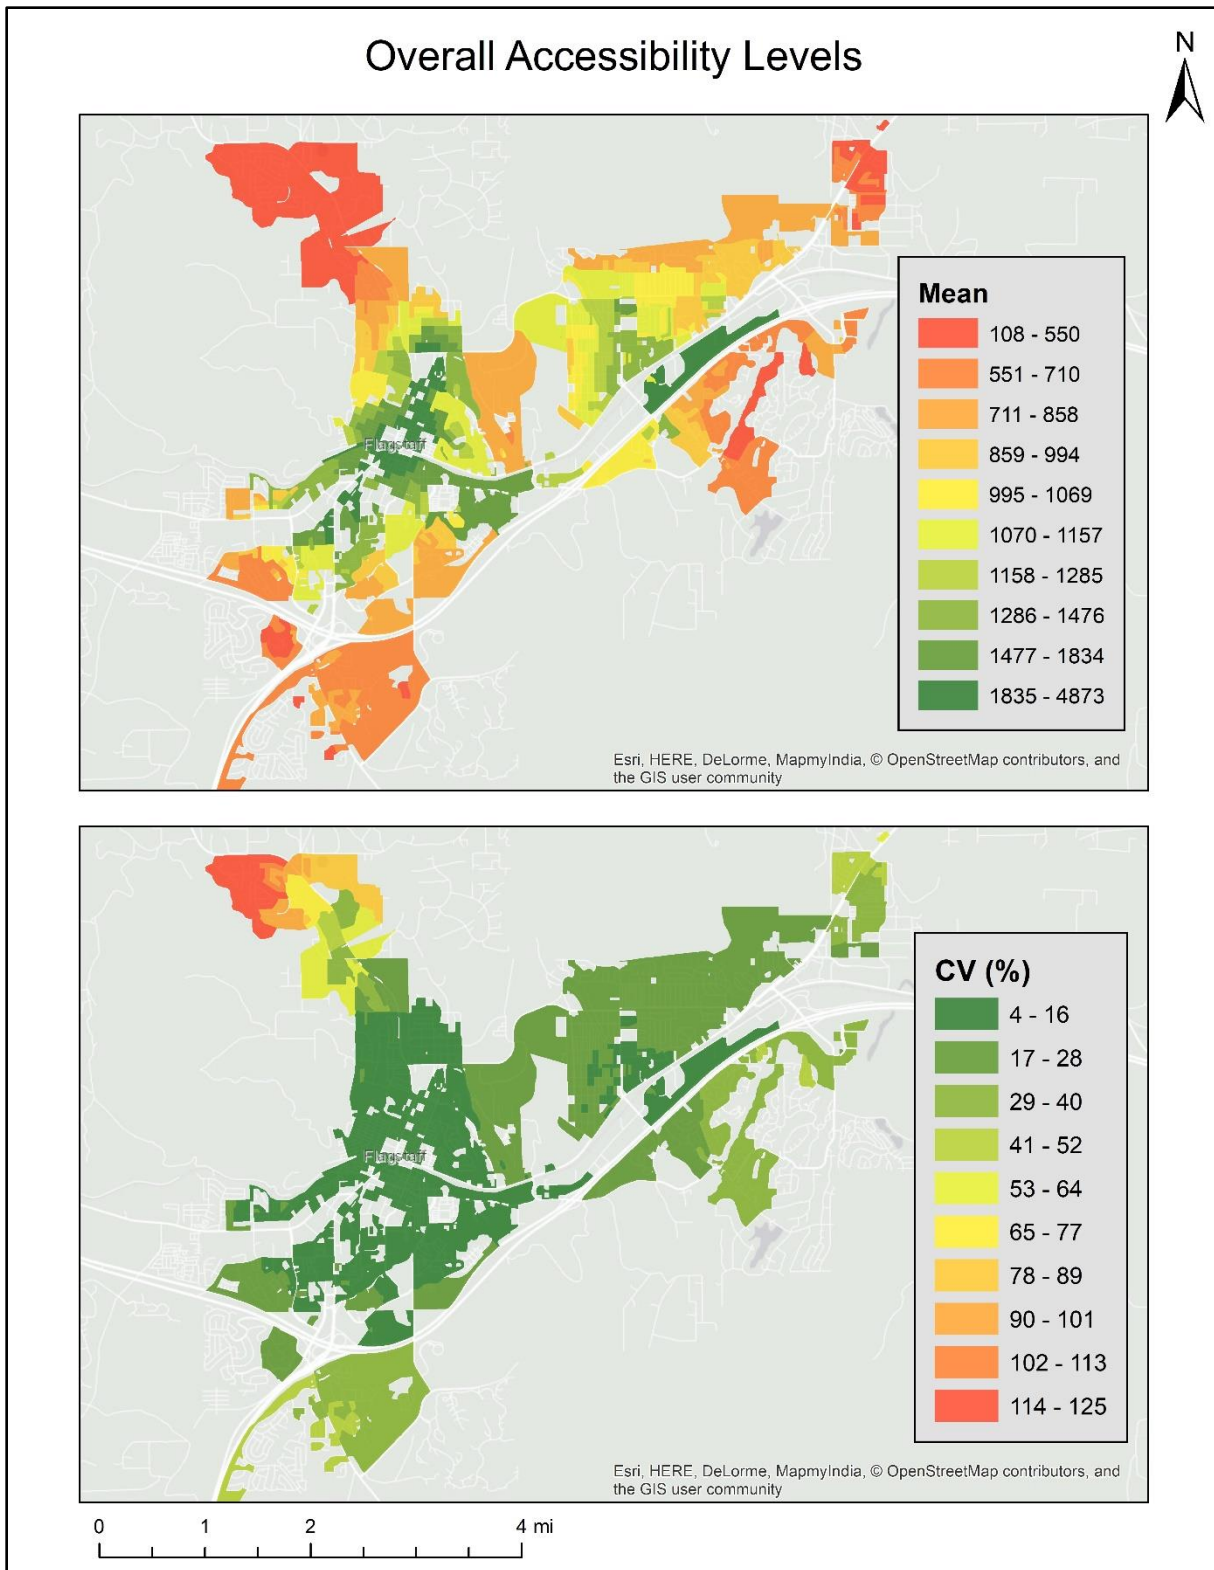 Overall Accessibility Levels
N
Flagstaff
Mean
108 - 550
551 - 710
711 - 858
859 - 994
995 - 1069
1070 - 1157
1158 - 1285
1286 - 1476
1477 - 1834
1835 - 4873
Esri, HERE, DeLorme, MapmyIndia, © OpenStreetMap contributors, and
the GIS user community
Flagstaff
CV (%)
4 - 16
17 - 28
29 - 40
41 - 52
53 - 64
65 - 77
78 - 89
90 - 101
102 - 113
114 - 125
Esri, HERE, DeLorme, MapmyIndia, © OpenStreetMap contributors, and
the GIS user community
0 1 2 4 mi